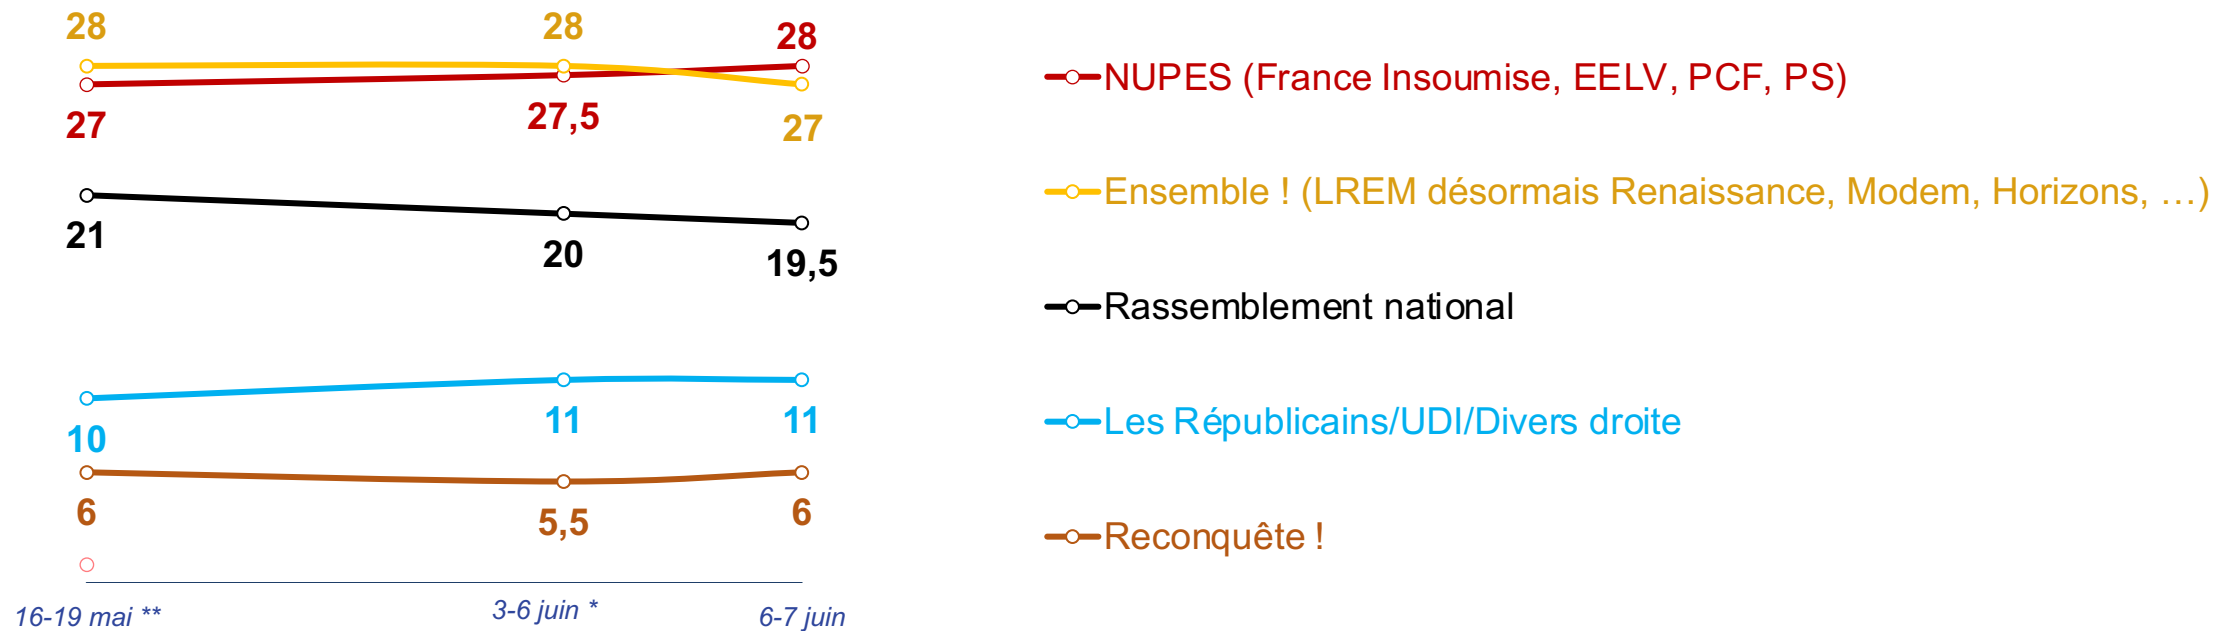 28 28 28
27 27,5 27
21 20 19,5
10 11 11
6 5,5 6
16-19 mai ** 3-6 juin * 6-7 juin
NUPES (France Insoumise, EELV, PCF, PS)
Ensemble ! (LREM désormais Renaissance, Modem, Horizons, …)
Rassemblement national
Les Républicains/UDI/Divers droite
Reconquête !